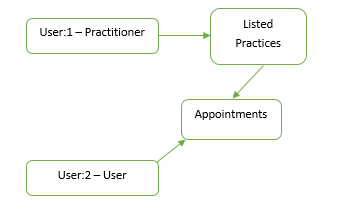 User:1 – Practitioner
Listed
Practices
Appointments
User:2 – User